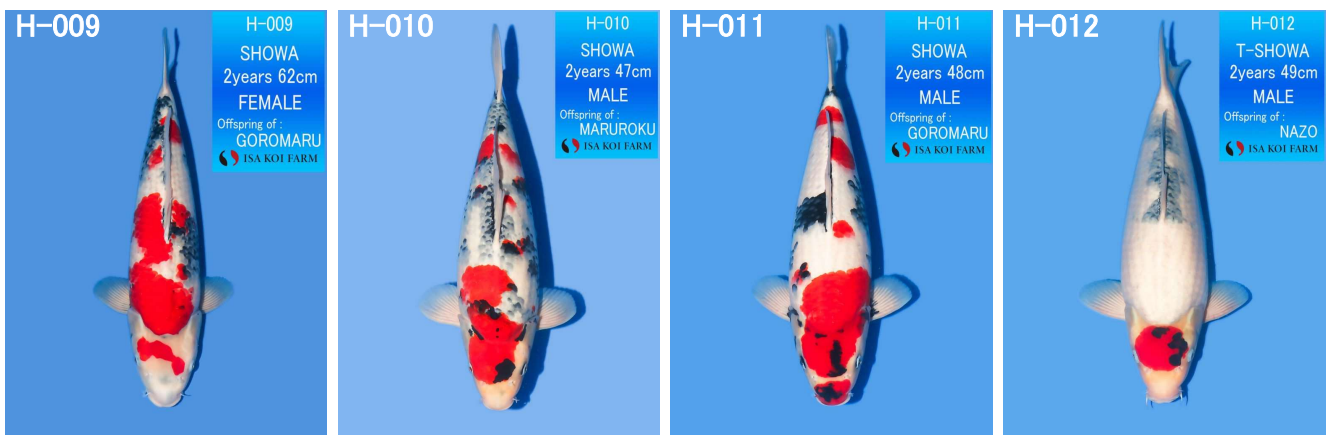 H-009
H-009
SHOWA
2years 62cm
FEMALE
Offspring of :
GOROMARU
ISA KOI FARM
H-010
H-010
SHOWA
2years 47cm
MALE
Offspring of :
MARUROKU
ISA KOI FARM
H-011
H-011
SHOWA
2years 48cm
MALE
Offspring of :
GOROMARU
ISA KOI FARM
H-012
H-012
T-SHOWA
2years 49cm
MALE
Offspring of :
NAZO
ISA KOI FARM